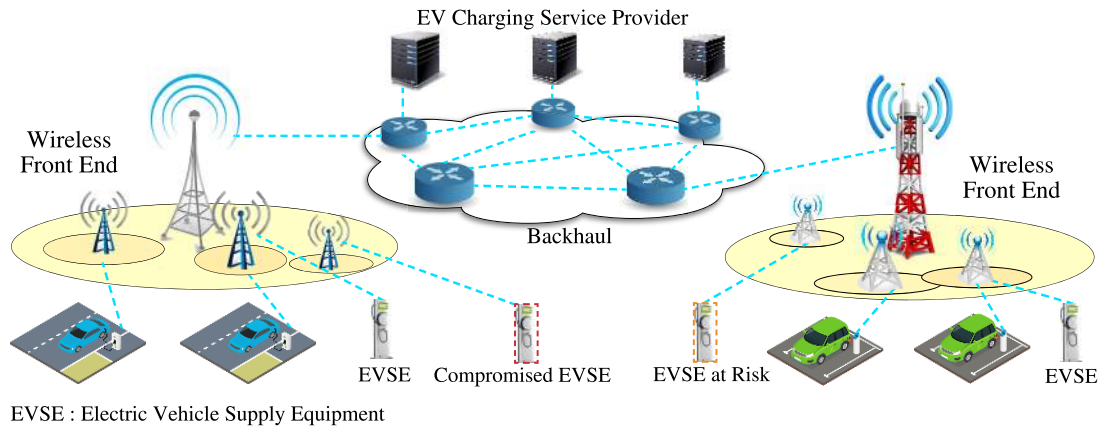 EV Charging Service Provider
Wireless
Front End
Wireless
Front End
Backhaul
EVSE
Compromised EVSE
EVSE at Risk
EVSE
EVSE : Electric Vehicle Supply Equipment